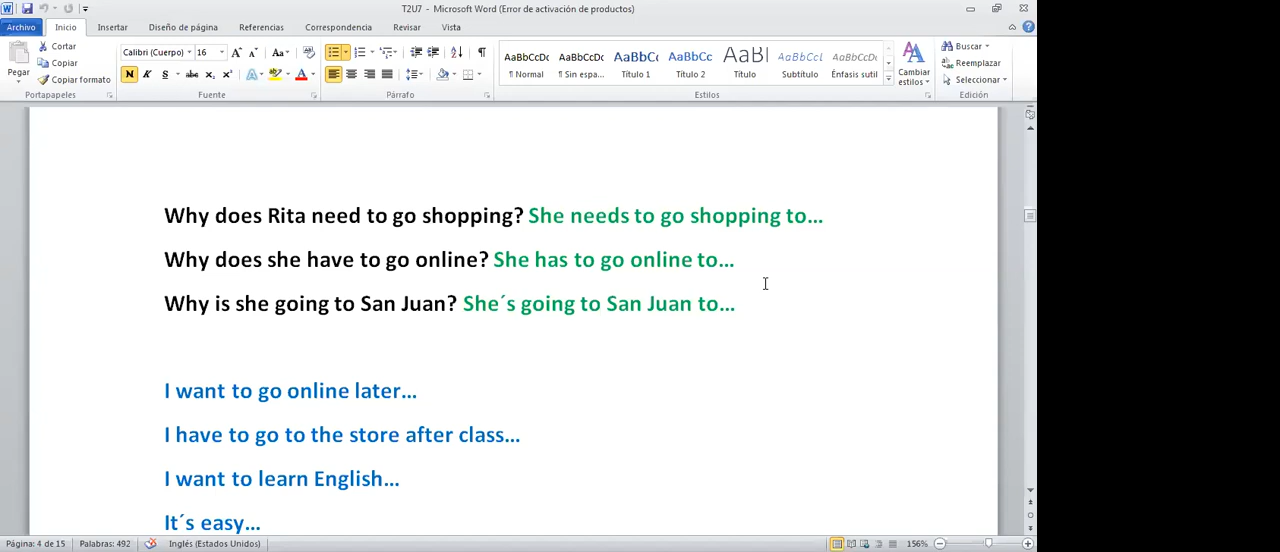 T2U7 - Microsoft Word (Error de activación de productos)
Archivo Inicio Insertar Diseño de página Referencias Correspondencia Revisar Vista
Pegar Cortar Copiar Copiar formato
Calibri (Cuerpo) 16
N K S abc x₂ x² A A
AaBbCcDc AaBbCcDc AaBbC( AaBbCc AaB AaBbCcl AaBbCcDc
¶ Normal ¶ Sin espa... Título 1 Título 2 Título Subtítulo Énfasis sutil
Cambiar estilos
Buscar
Reemplazar
Seleccionar
Portapapeles Fuente Párrafo Estilos Edición
Why does Rita need to go shopping? She needs to go shopping to...
Why does she have to go online? She has to go online to...
Why is she going to San Juan? She´s going to San Juan to...
I want to go online later...
I have to go to the store after class...
I want to learn English...
It´s easy...
Página: 4 de 15 Palabras: 492 Inglés (Estados Unidos) 156%